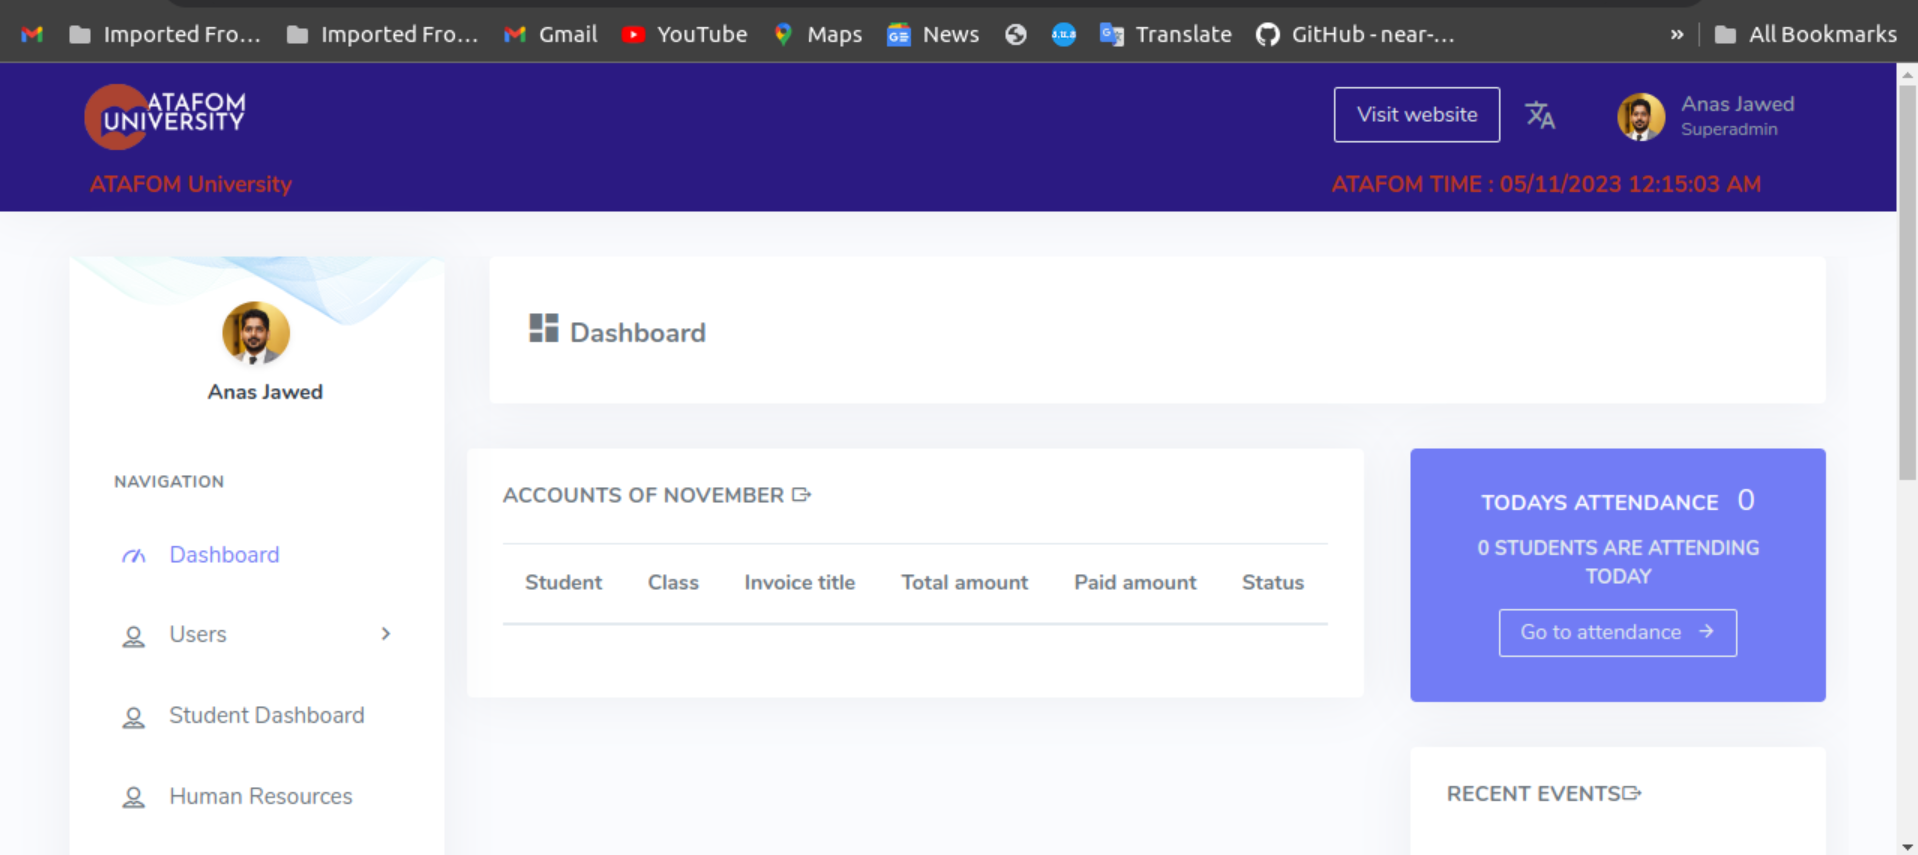 Imported Fro... Imported Fro... Gmail YouTube Maps News Translate GitHub - near-... » All Bookmarks
ATAFOM
UNIVERSITY
Visit website
Anas Jawed
Superadmin
ATAFOM University
ATAFOM TIME : 05/11/2023 12:15:03 AM
Anas Jawed
NAVIGATION
Dashboard
Users
Student Dashboard
Human Resources
Dashboard
ACCOUNTS OF NOVEMBER
Student Class Invoice title Total amount Paid amount Status
TODAYS ATTENDANCE 0
0 STUDENTS ARE ATTENDING
TODAY
Go to attendance
RECENT EVENTS